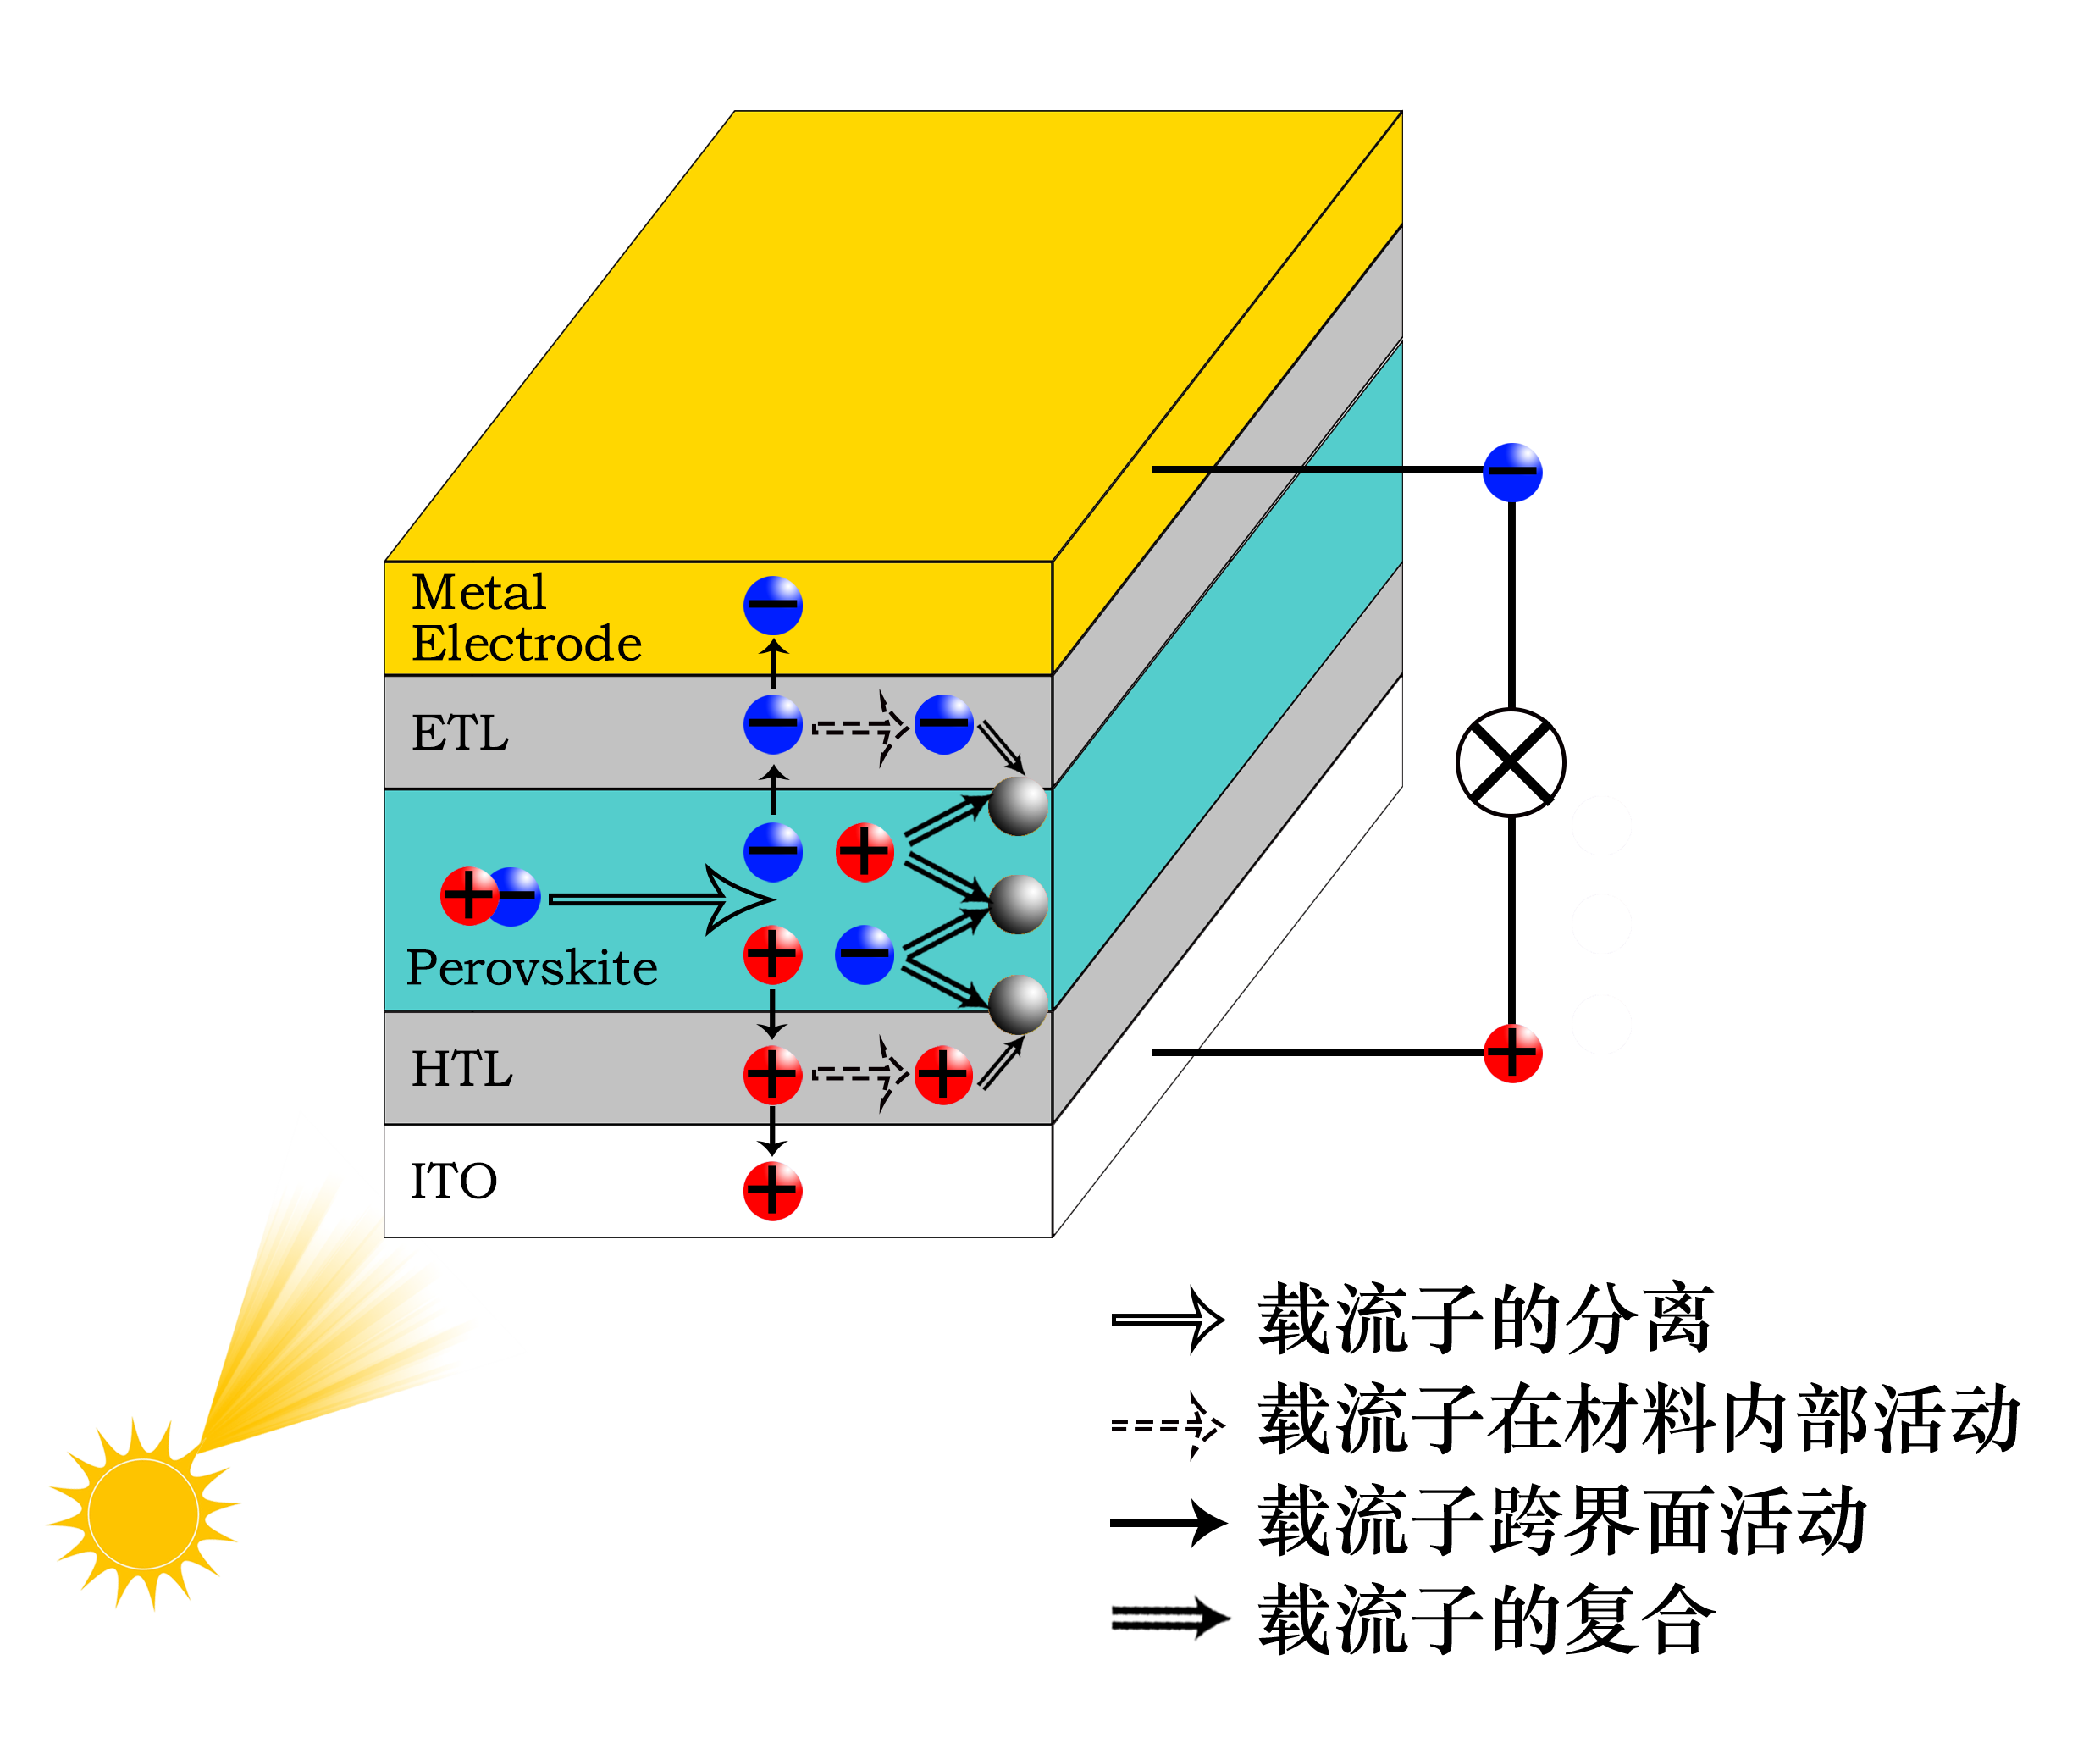 Metal
Electrode
ETL
Perovskite
HTL
ITO
载流子的分离
载流子在材料内部活动
载流子跨界面活动
载流子的复合